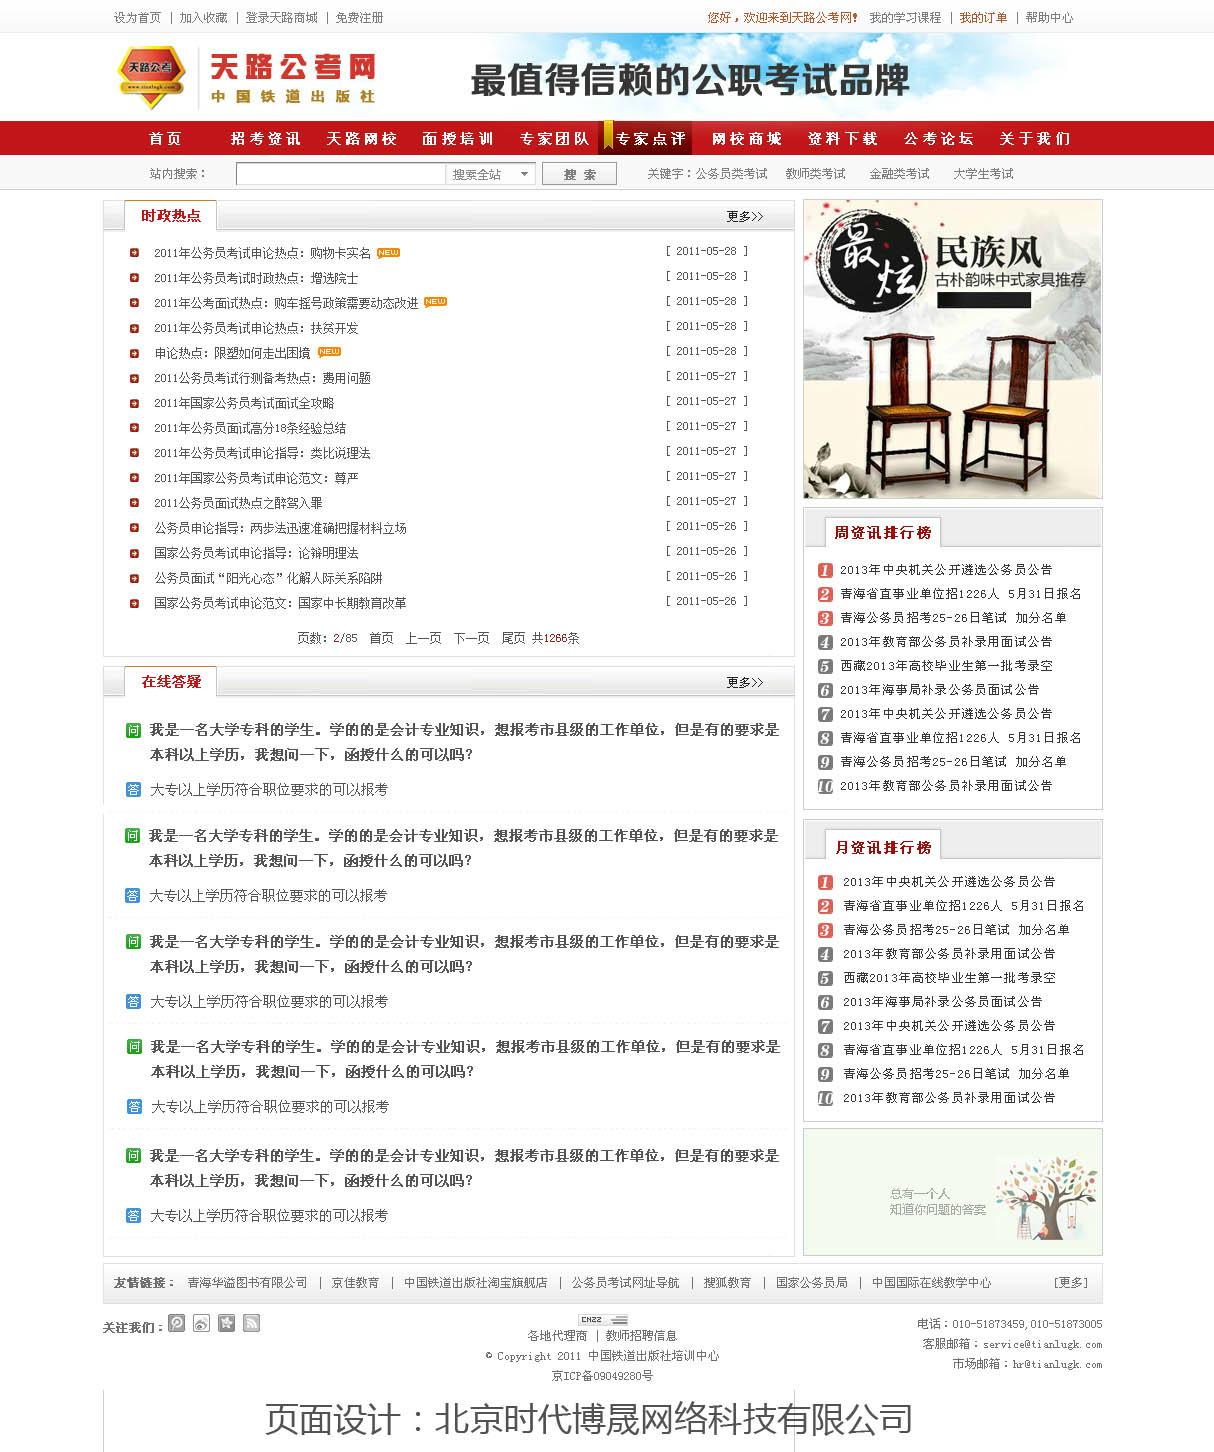 设为首页 | 加入收藏 | 登录天路商城 | 免费注册
您好，欢迎来到天路公考网! 我的学习课程 | 我的订单 | 帮助中心
天路公考
www.tianlugk.com
天路公考网
中国铁道出版社
最值得信赖的公职考试品牌
首页 招考资讯 天路网校 面授培训 专家团队 专家点评 网校商城 资料下载 公考论坛 关于我们
站内搜索： 搜索全站 搜 索 关键字：公务员类考试 教师类考试 金融类考试 大学生考试
时政热点 更多>>
2011年公务员考试申论热点：购物卡实名 NEW [ 2011-05-28 ]
2011年公务员考试时政热点：增选院士 [ 2011-05-28 ]
2011年公考面试热点：购车摇号政策需要动态改进 NEW [ 2011-05-28 ]
2011年公务员考试申论热点：扶贫开发 [ 2011-05-28 ]
申论热点：限塑如何走出困境 NEW [ 2011-05-28 ]
2011公务员考试行测备考热点：费用问题 [ 2011-05-27 ]
2011年国家公务员考试面试全攻略 [ 2011-05-27 ]
2011年公务员面试高分18条经验总结 [ 2011-05-27 ]
2011年公务员考试申论指导：类比说理法 [ 2011-05-27 ]
2011年国家公务员考试申论范文：尊严 [ 2011-05-27 ]
2011公务员面试热点之醉驾入罪 [ 2011-05-27 ]
公务员申论指导：两步法迅速准确把握材料立场 [ 2011-05-26 ]
国家公务员考试申论指导：论辩明理法 [ 2011-05-26 ]
公务员面试“阳光心态”化解人际关系陷阱 [ 2011-05-26 ]
国家公务员考试申论范文：国家中长期教育改革 [ 2011-05-26 ]
页数：2/85 首页 上一页 下一页 尾页 共1266条
最炫
民族风
古朴韵味中式家具推荐
周资讯排行榜
1 2013年中央机关公开遴选公务员公告
2 青海省直事业单位招1226人 5月31日报名
3 青海公务员招考25-26日笔试 加分名单
4 2013年教育部公务员补录用面试公告
5 西藏2013年高校毕业生第一批考录空
6 2013年海事局补录公务员面试公告
7 2013年中央机关公开遴选公务员公告
8 青海省直事业单位招1226人 5月31日报名
9 青海公务员招考25-26日笔试 加分名单
10 2013年教育部公务员补录用面试公告
在线答疑 更多>>
问 我是一名大学专科的学生。学的的是会计专业知识，想报考市县级的工作单位，但是有的要求是
本科以上学历，我想问一下，函授什么的可以吗?
答 大专以上学历符合职位要求的可以报考
问 我是一名大学专科的学生。学的的是会计专业知识，想报考市县级的工作单位，但是有的要求是
本科以上学历，我想问一下，函授什么的可以吗?
答 大专以上学历符合职位要求的可以报考
问 我是一名大学专科的学生。学的的是会计专业知识，想报考市县级的工作单位，但是有的要求是
本科以上学历，我想问一下，函授什么的可以吗?
答 大专以上学历符合职位要求的可以报考
问 我是一名大学专科的学生。学的的是会计专业知识，想报考市县级的工作单位，但是有的要求是
本科以上学历，我想问一下，函授什么的可以吗?
答 大专以上学历符合职位要求的可以报考
问 我是一名大学专科的学生。学的的是会计专业知识，想报考市县级的工作单位，但是有的要求是
本科以上学历，我想问一下，函授什么的可以吗?
答 大专以上学历符合职位要求的可以报考
月资讯排行榜
1 2013年中央机关公开遴选公务员公告
2 青海省直事业单位招1226人 5月31日报名
3 青海公务员招考25-26日笔试 加分名单
4 2013年教育部公务员补录用面试公告
5 西藏2013年高校毕业生第一批考录空
6 2013年海事局补录公务员面试公告
7 2013年中央机关公开遴选公务员公告
8 青海省直事业单位招1226人 5月31日报名
9 青海公务员招考25-26日笔试 加分名单
10 2013年教育部公务员补录用面试公告
总有一个人
知道你问题的答案
友情链接： 青海华溢图书有限公司 | 京佳教育 | 中国铁道出版社淘宝旗舰店 | 公务员考试网址导航 | 搜狐教育 | 国家公务员局 | 中国国际在线教学中心 [更多]
关注我们：
CNZZ
各地代理商 | 教师招聘信息
© Copyright 2011 中国铁道出版社培训中心
京ICP备09049280号
电话：010-51873459,010-51873005
客服邮箱：service@tianlugk.com
市场邮箱：hr@tianlugk.com
页面设计：北京时代博晟网络科技有限公司